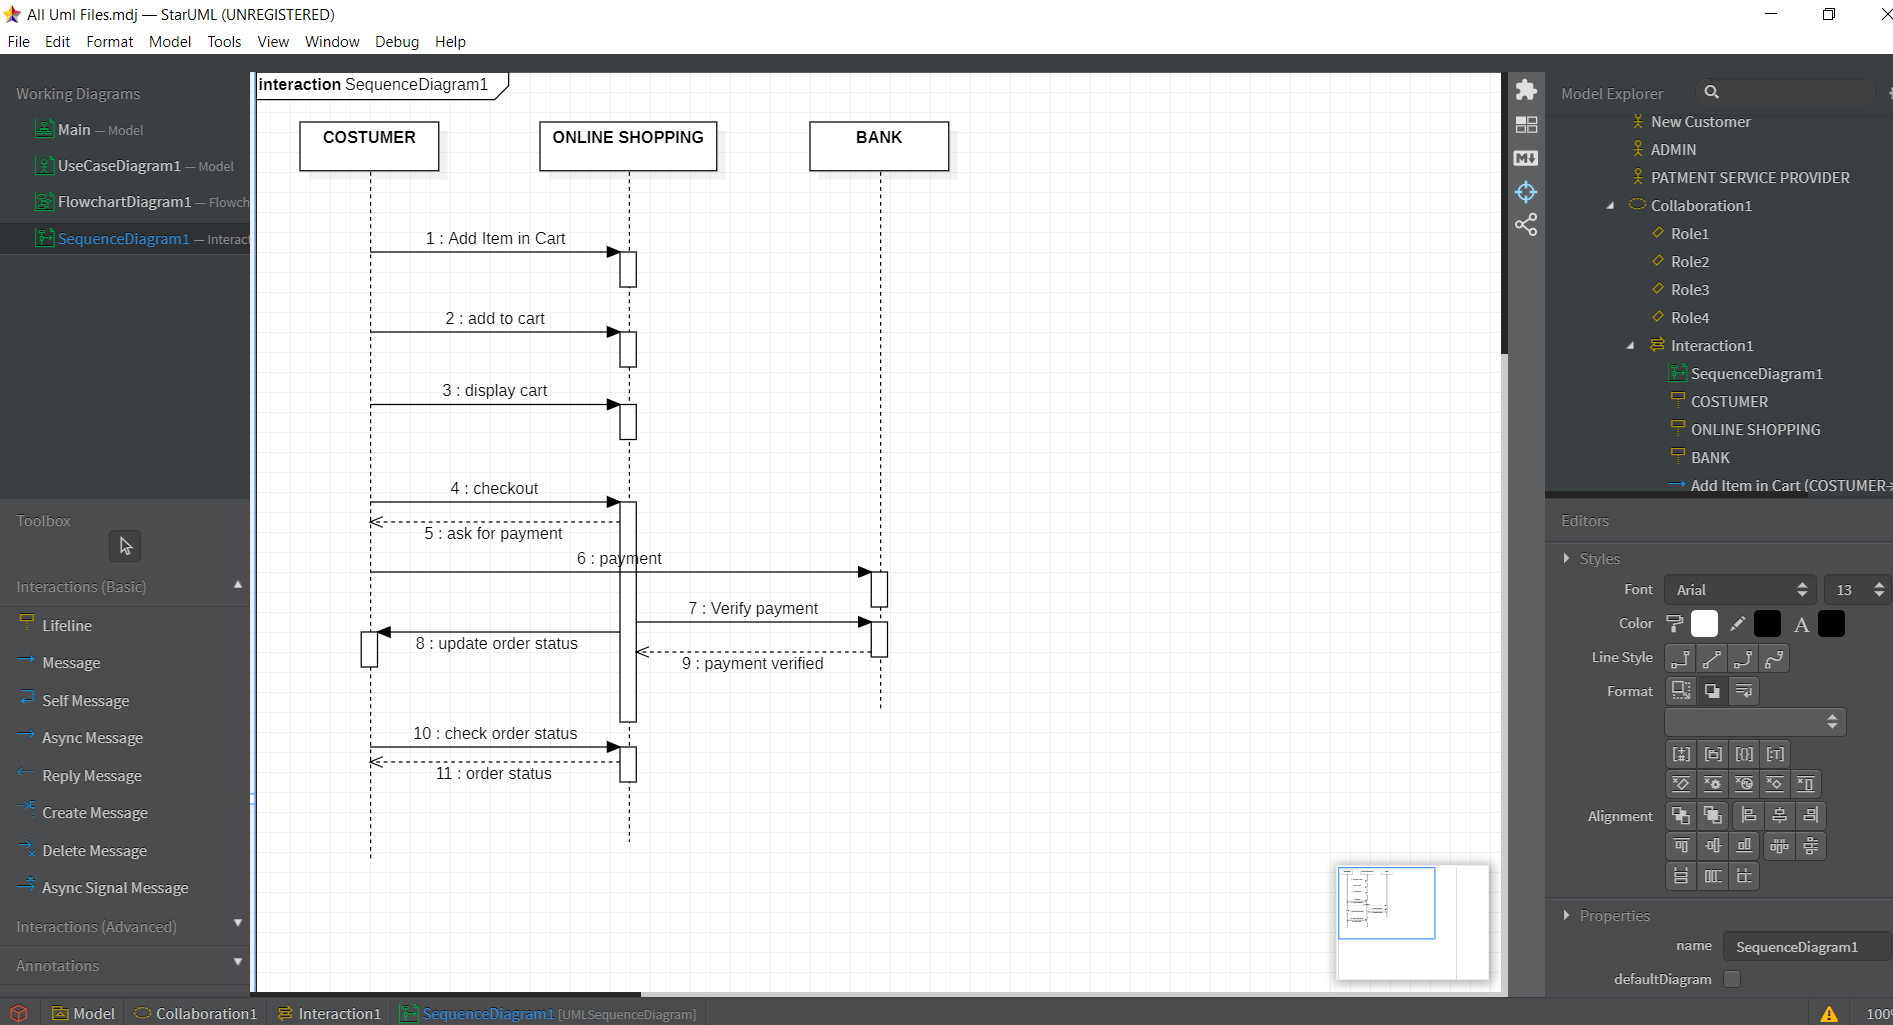 All Uml Files.mdj — StarUML (UNREGISTERED)
File Edit Format Model Tools View Window Debug Help
Working Diagrams
Main — Model
UseCaseDiagram1 — Model
FlowchartDiagram1 — Flowch
SequenceDiagram1 — Interact
Toolbox
Interactions (Basic)
Lifeline
Message
Self Message
Async Message
Reply Message
Create Message
Delete Message
Async Signal Message
Interactions (Advanced)
Annotations
interaction SequenceDiagram1
COSTUMER ONLINE SHOPPING BANK
1 : Add Item in Cart
2 : add to cart
3 : display cart
4 : checkout
5 : ask for payment
6 : payment
7 : Verify payment
8 : update order status
9 : payment verified
10 : check order status
11 : order status
M
Model Explorer
New Customer
ADMIN
PATMENT SERVICE PROVIDER
Collaboration1
Role1
Role2
Role3
Role4
Interaction1
SequenceDiagram1
COSTUMER
ONLINE SHOPPING
BANK
Add Item in Cart (COSTUMER→
Editors
Styles
Font Arial 13
Color A
Line Style
Format
Alignment
Properties
name SequenceDiagram1
defaultDiagram
Model Collaboration1 Interaction1 SequenceDiagram1 [UMLSequenceDiagram] 100%